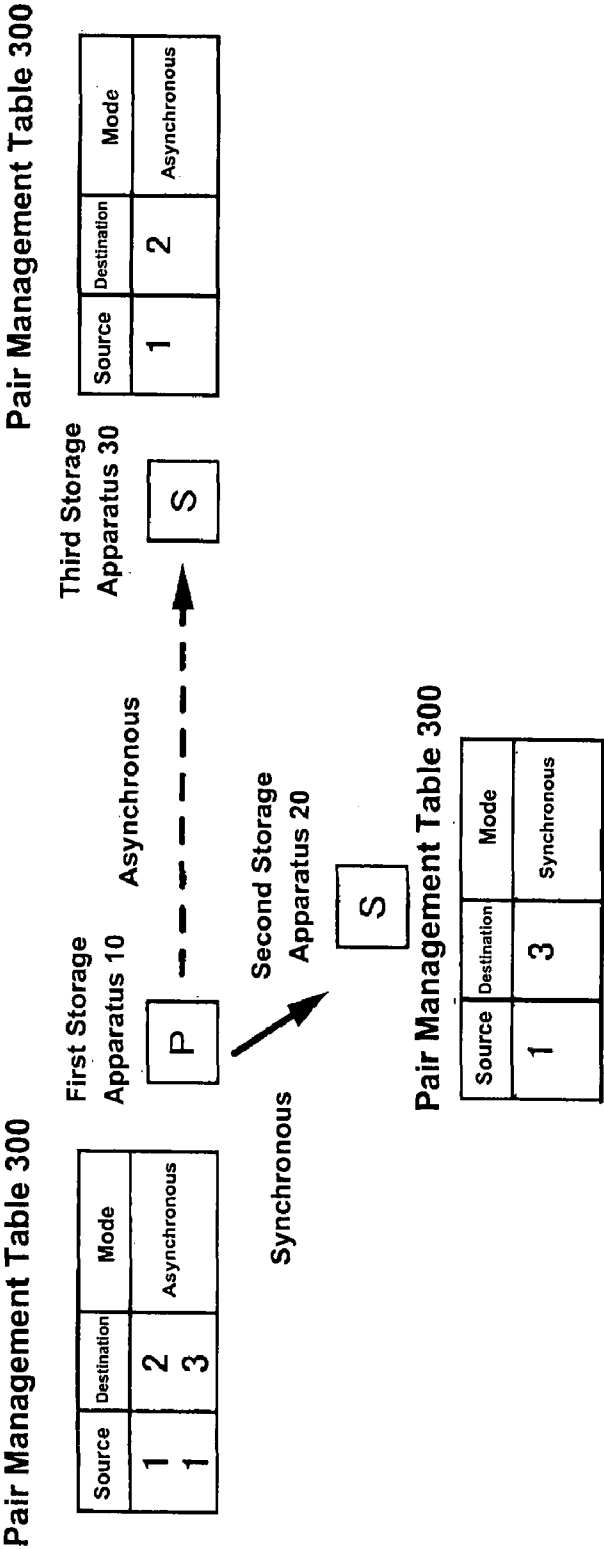 Pair Management Table 300
Source Destination Mode
1 2 Asynchronous
1 3
First Storage
Apparatus 10
P
Asynchronous
Synchronous
Third Storage
Apparatus 30
S
Pair Management Table 300
Source Destination Mode
1 2 Asynchronous
Second Storage
Apparatus 20
S
Pair Management Table 300
Source Destination Mode
1 3 Synchronous